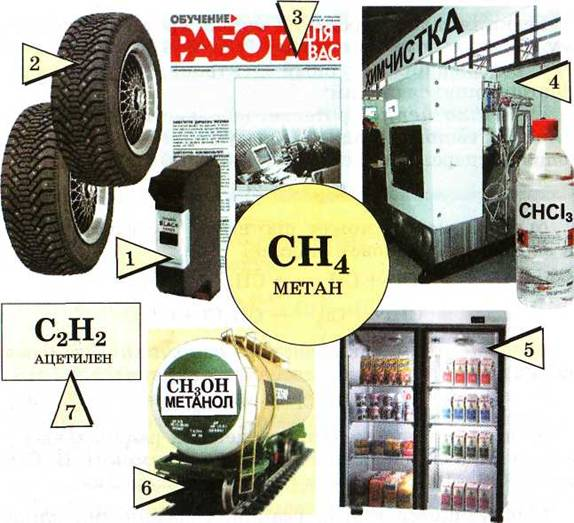 ОБУЧЕНИЕ
РАБОТА ДЛЯ
ВАС
3
2
ХИМЧИСТКА
4
CHCl₃
1
BLACK
CH₄
МЕТАН
C₂H₂
АЦЕТИЛЕН
7
CH₃OH
МЕТАНОЛ
5
6